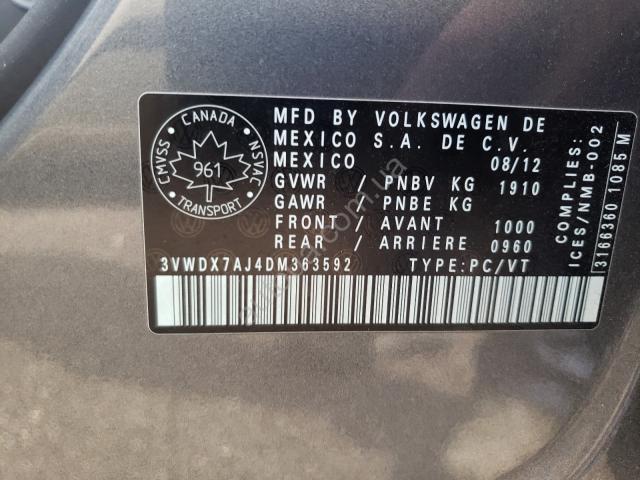 CANADA
CMVSS
NSVAC
961
TRANSPORT
MFD BY VOLKSWAGEN DE
MEXICO S.A. DE C.V.
MEXICO 08/12
GVWR / PNBV KG 1910
GAWR / PNBE KG
FRONT / AVANT 1000
REAR / ARRIERE 0960
3VWDX7AJ4DM363592 TYPE:PC/VT
COMPLIES:
ICES/NMB-002
3166360 1085 M